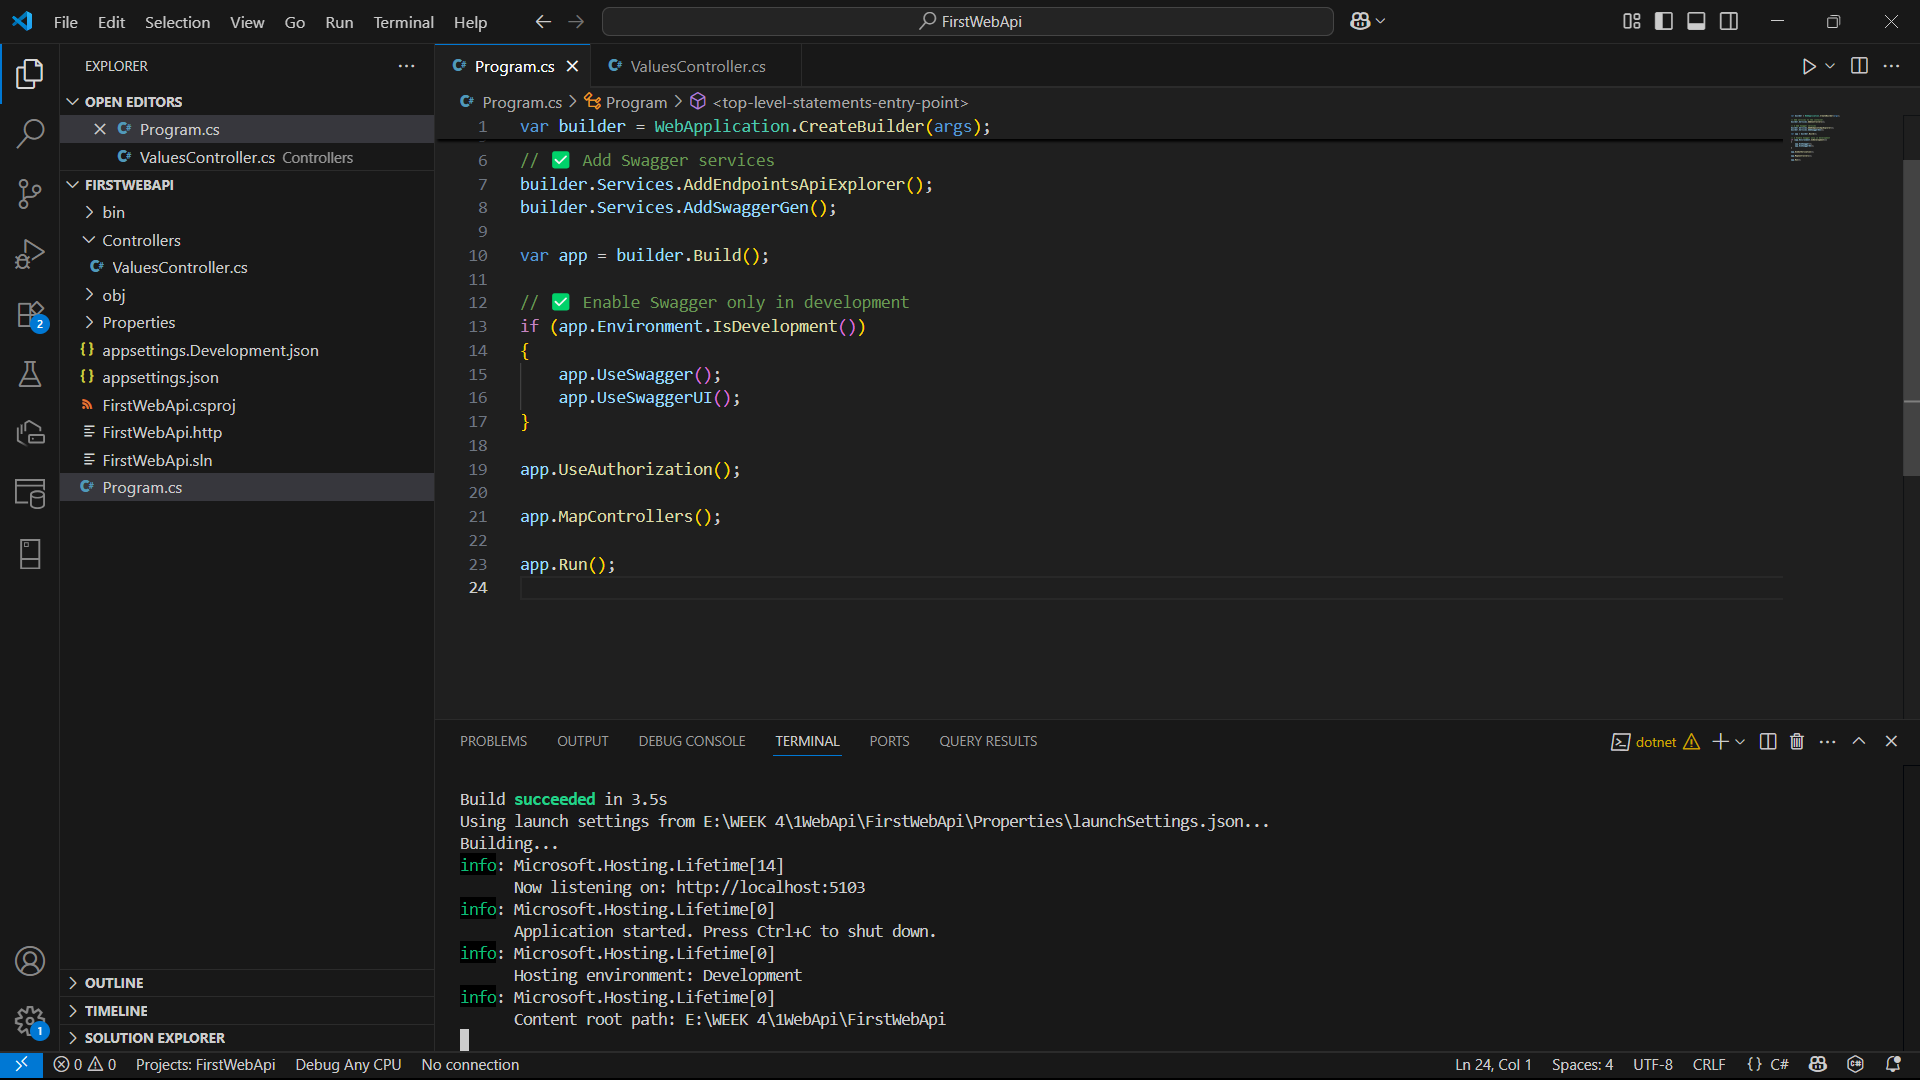 File Edit Selection View Go Run Terminal Help
FirstWebApi
EXPLORER
OPEN EDITORS
Program.cs
ValuesController.cs Controllers
FIRSTWEBAPI
bin
Controllers
ValuesController.cs
obj
Properties
appsettings.Development.json
appsettings.json
FirstWebApi.csproj
FirstWebApi.http
FirstWebApi.sln
Program.cs
OUTLINE
TIMELINE
SOLUTION EXPLORER
2
1
Program.cs ValuesController.cs
Program.cs > Program > <top-level-statements-entry-point>
1 var builder = WebApplication.CreateBuilder(args);
6 // ✅ Add Swagger services
7 builder.Services.AddEndpointsApiExplorer();
8 builder.Services.AddSwaggerGen();
9
10 var app = builder.Build();
11
12 // ✅ Enable Swagger only in development
13 if (app.Environment.IsDevelopment())
14 {
15 app.UseSwagger();
16 app.UseSwaggerUI();
17 }
18
19 app.UseAuthorization();
20
21 app.MapControllers();
22
23 app.Run();
24
PROBLEMS OUTPUT DEBUG CONSOLE TERMINAL PORTS QUERY RESULTS
dotnet
Build succeeded in 3.5s
Using launch settings from E:\WEEK 4\1WebApi\FirstWebApi\Properties\launchSettings.json...
Building...
info: Microsoft.Hosting.Lifetime[14]
Now listening on: http://localhost:5103
info: Microsoft.Hosting.Lifetime[0]
Application started. Press Ctrl+C to shut down.
info: Microsoft.Hosting.Lifetime[0]
Hosting environment: Development
info: Microsoft.Hosting.Lifetime[0]
Content root path: E:\WEEK 4\1WebApi\FirstWebApi
0 0 Projects: FirstWebApi Debug Any CPU No connection
Ln 24, Col 1 Spaces: 4 UTF-8 CRLF {} C#